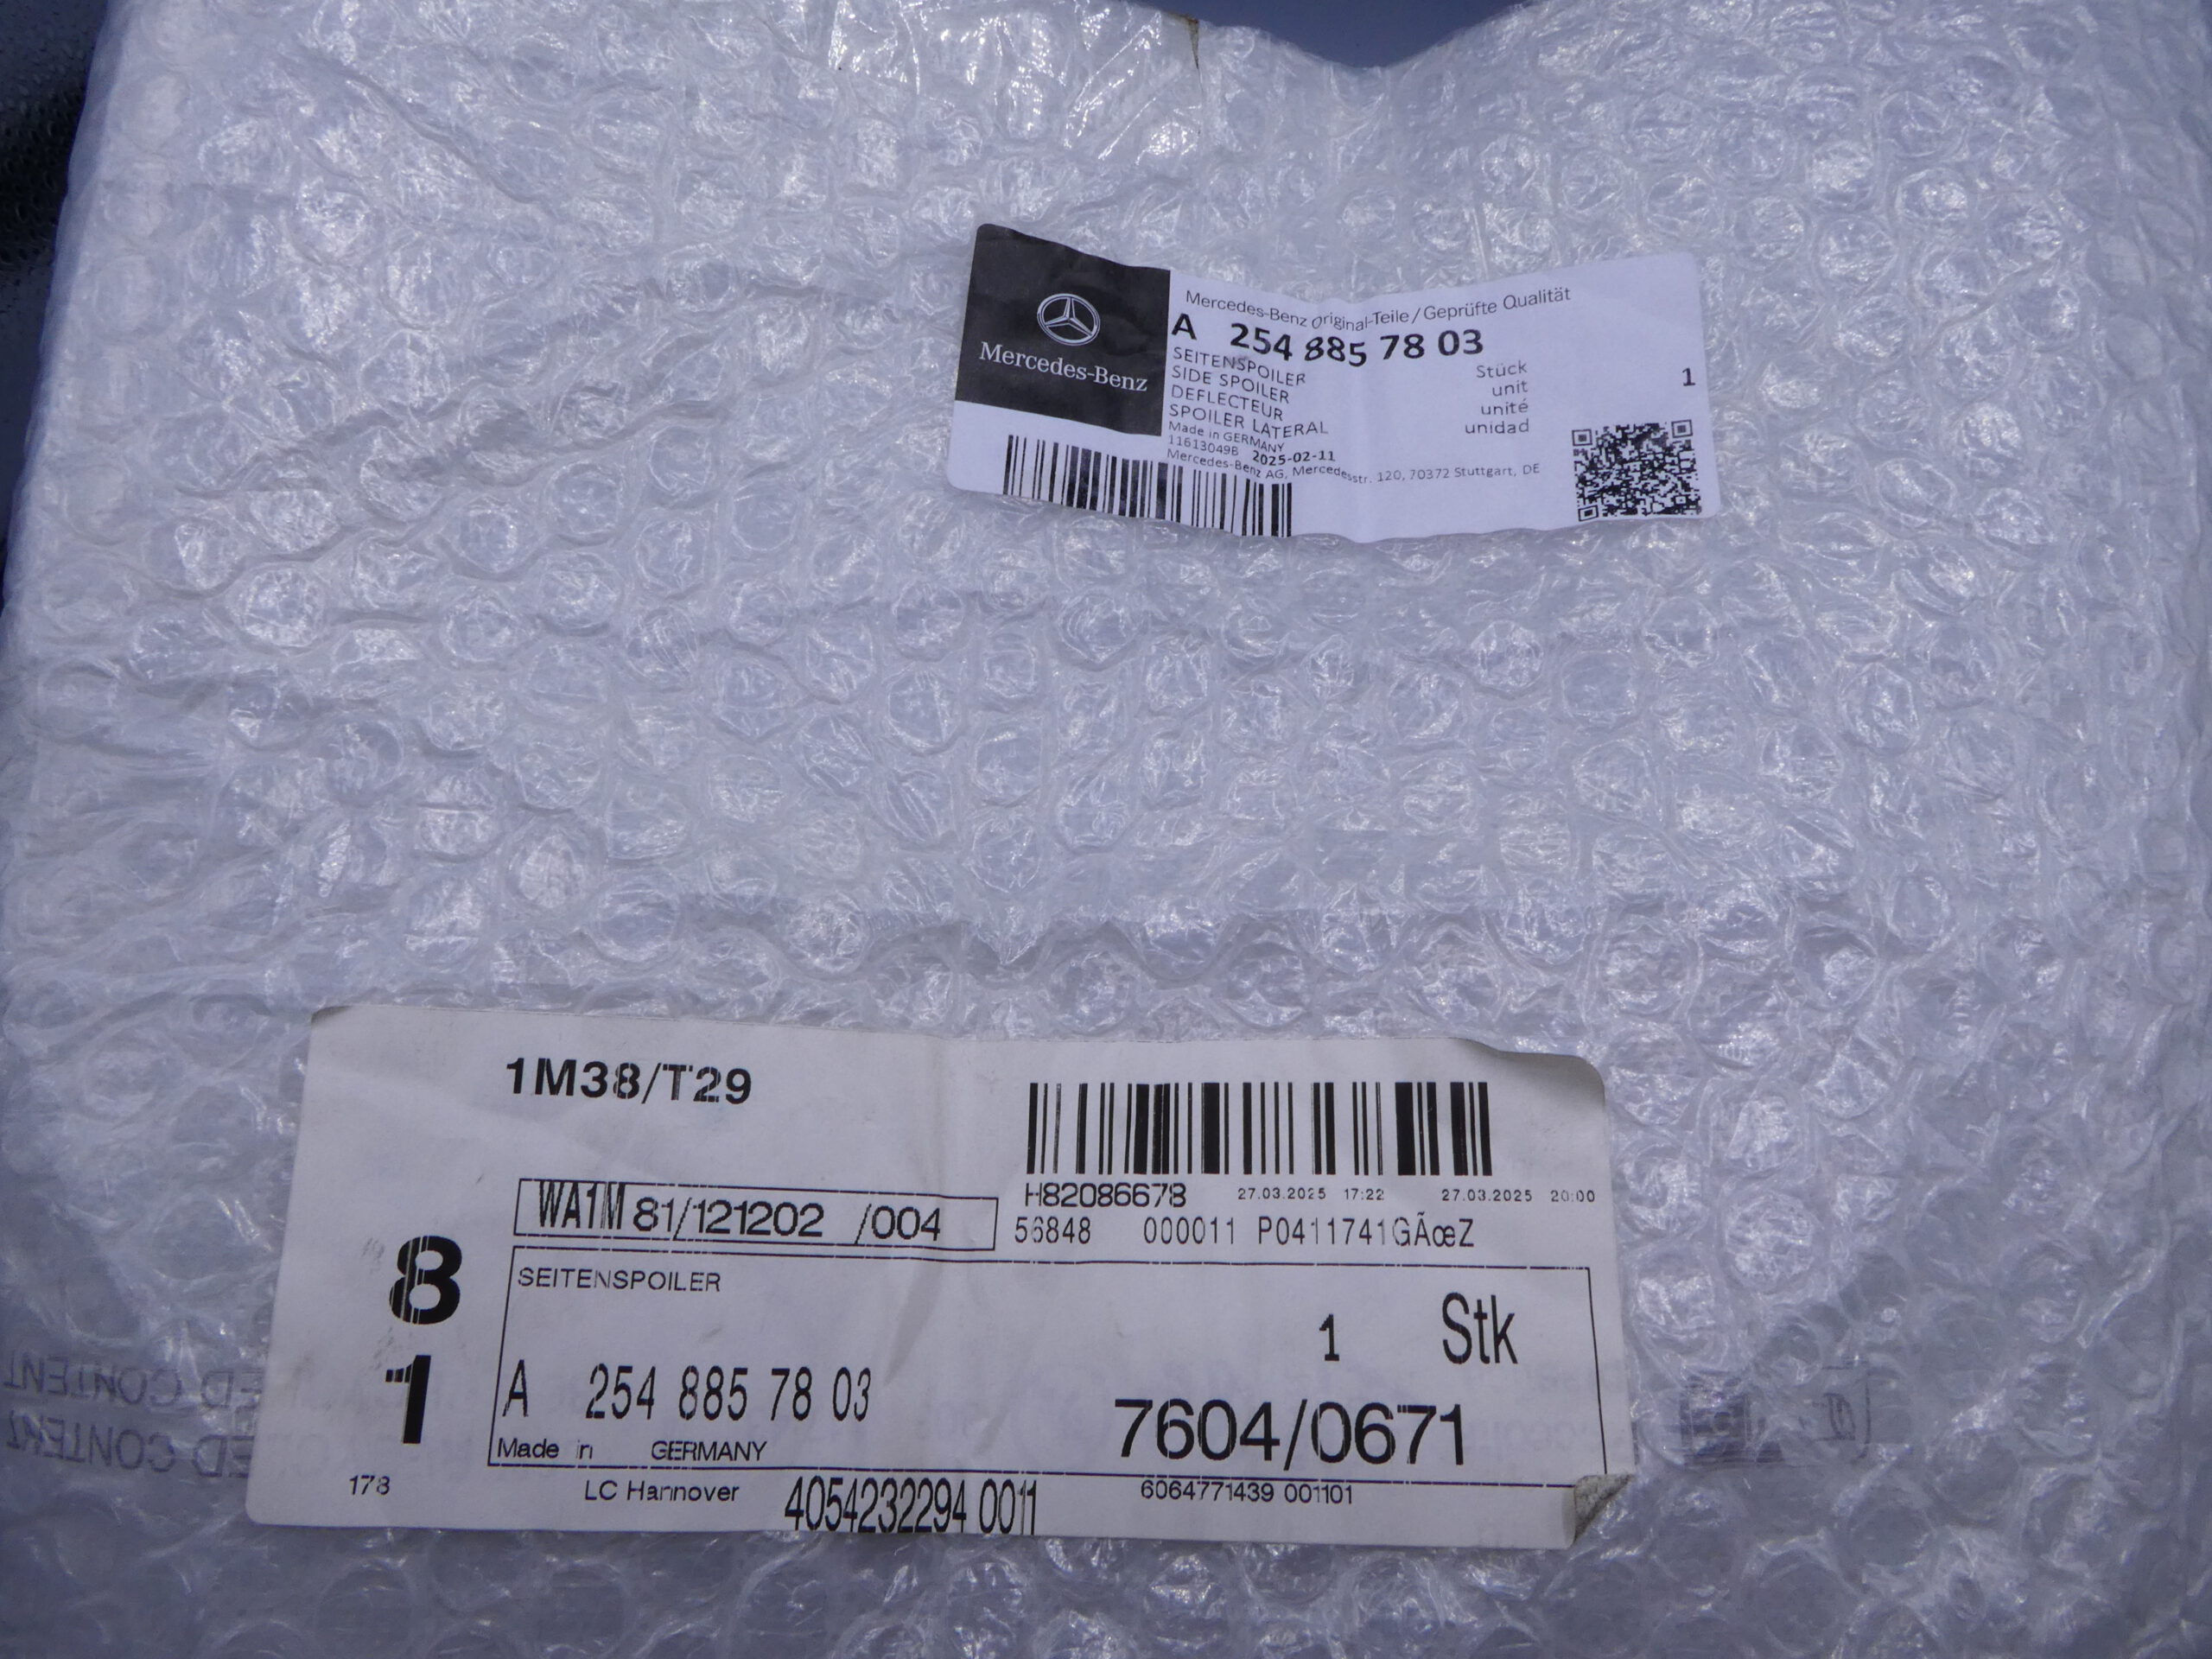 Mercedes-Benz
Mercedes-Benz Original-Teile / Geprüfte Qualität
A 254 885 78 03
SEITENSPOILER
SIDE SPOILER
DEFLECTEUR
SPOILER LATERAL
Stück
unit
unité
unidad
1
Made in GERMANY
11613049B 2025-02-11
Mercedes-Benz AG, Mercedesstr. 120, 70372 Stuttgart, DE
1M38/T29
WA1M 81/121202 /004
H82086678 27.03.2025 17:22 27.03.2025 20:00
56848 000011 P0411741GÃœZ
8
1
SEITENSPOILER
1 Stk
A 254 885 78 03
7604/0671
Made in GERMANY
178
LC Hannover
4054232294 0011
6064771439 001101
ED CONTENT
ED CONTENT